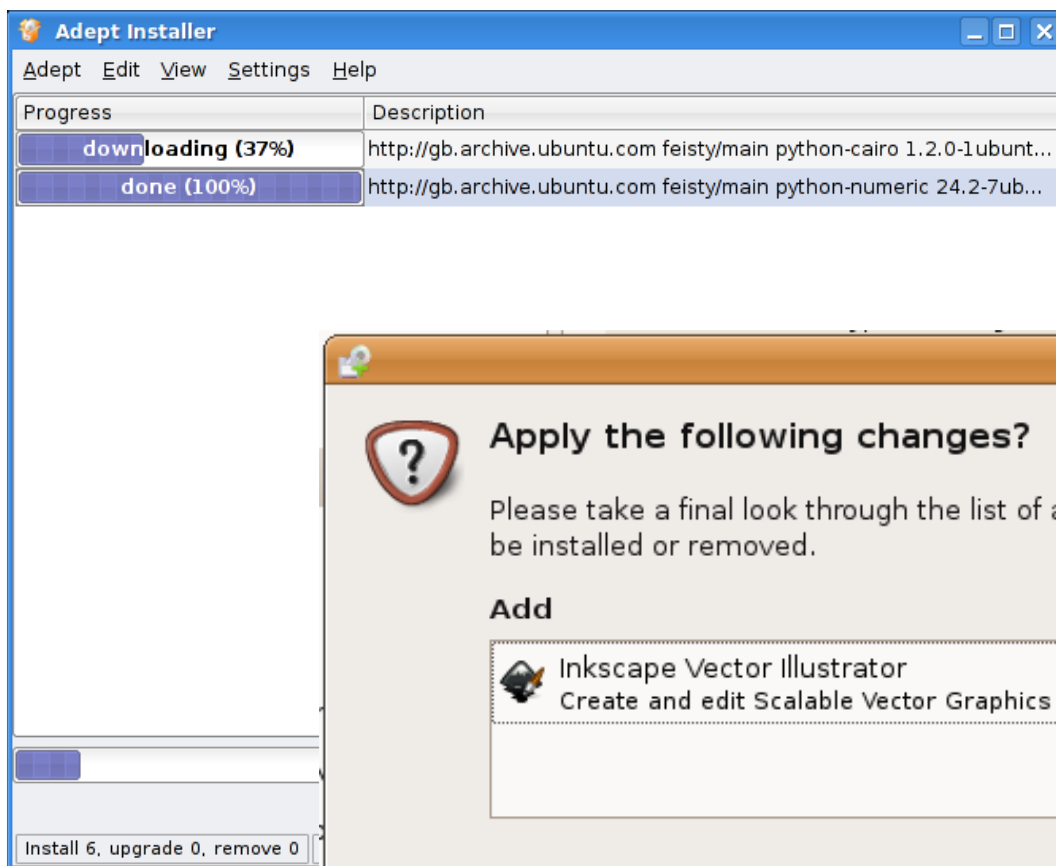 Adept Installer
Adept Edit View Settings Help
Progress Description
downloading (37%) http://gb.archive.ubuntu.com feisty/main python-cairo 1.2.0-1ubunt...
done (100%) http://gb.archive.ubuntu.com feisty/main python-numeric 24.2-7ub...
Apply the following changes?
Please take a final look through the list of
be installed or removed.
Add
Inkscape Vector Illustrator
Create and edit Scalable Vector Graphics
Install 6, upgrade 0, remove 0